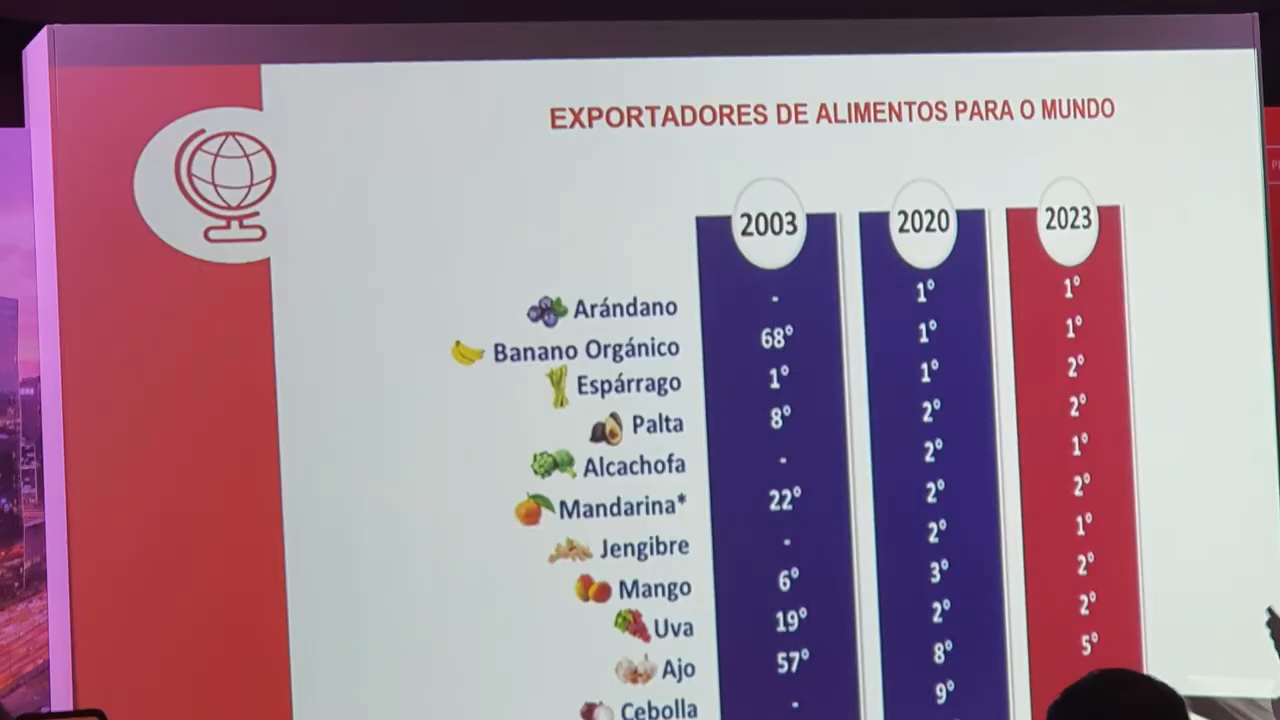 EXPORTADORES DE ALIMENTOS PARA O MUNDO
2003 2020 2023
Arándano - 1° 1°
Banano Orgánico 68° 1° 1°
Espárrago 1° 1° 2°
Palta 8° 2° 2°
Alcachofa - 2° 1°
Mandarina* 22° 2° 2°
Jengibre - 2° 1°
Mango 6° 3° 2°
Uva 19° 2° 2°
Ajo 57° 8° 5°
Cebolla - 9°